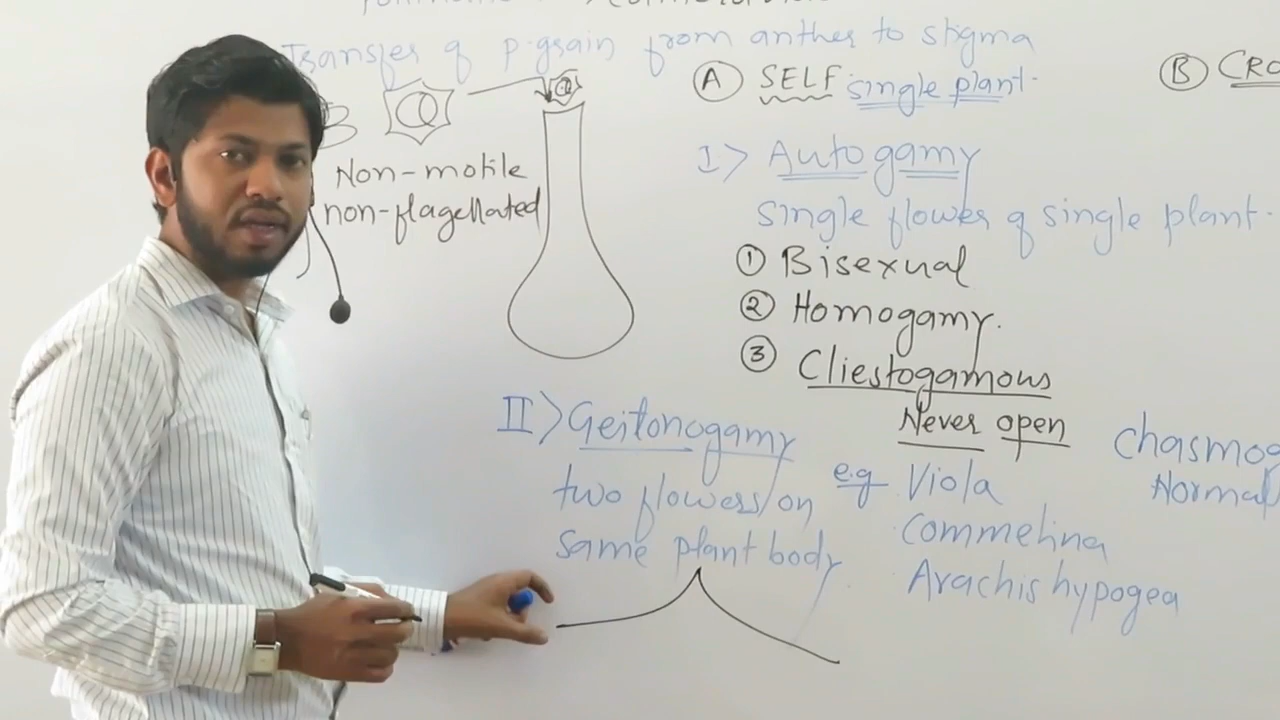 Transfer of p.grain from anther to stigma
Non-motile
non-flagellated
A SELF single plant.
B CRO
I> Autogamy
single flower of single plant.
1 Bisexual
2 Homogamy.
3 Cliestogamous
Never open
e.g Viola
Commelina
Arachis hypogea
Chasmog
Normal
II> Geitonogamy
two flowers/on
same plant body